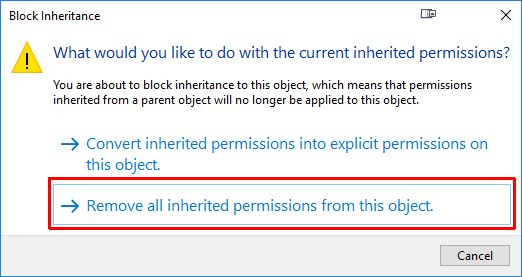 Block Inheritance
What would you like to do with the current inherited permissions?
You are about to block inheritance to this object, which means that permissions
inherited from a parent object will no longer be applied to this object.
Convert inherited permissions into explicit permissions on
this object.
Remove all inherited permissions from this object.
Cancel